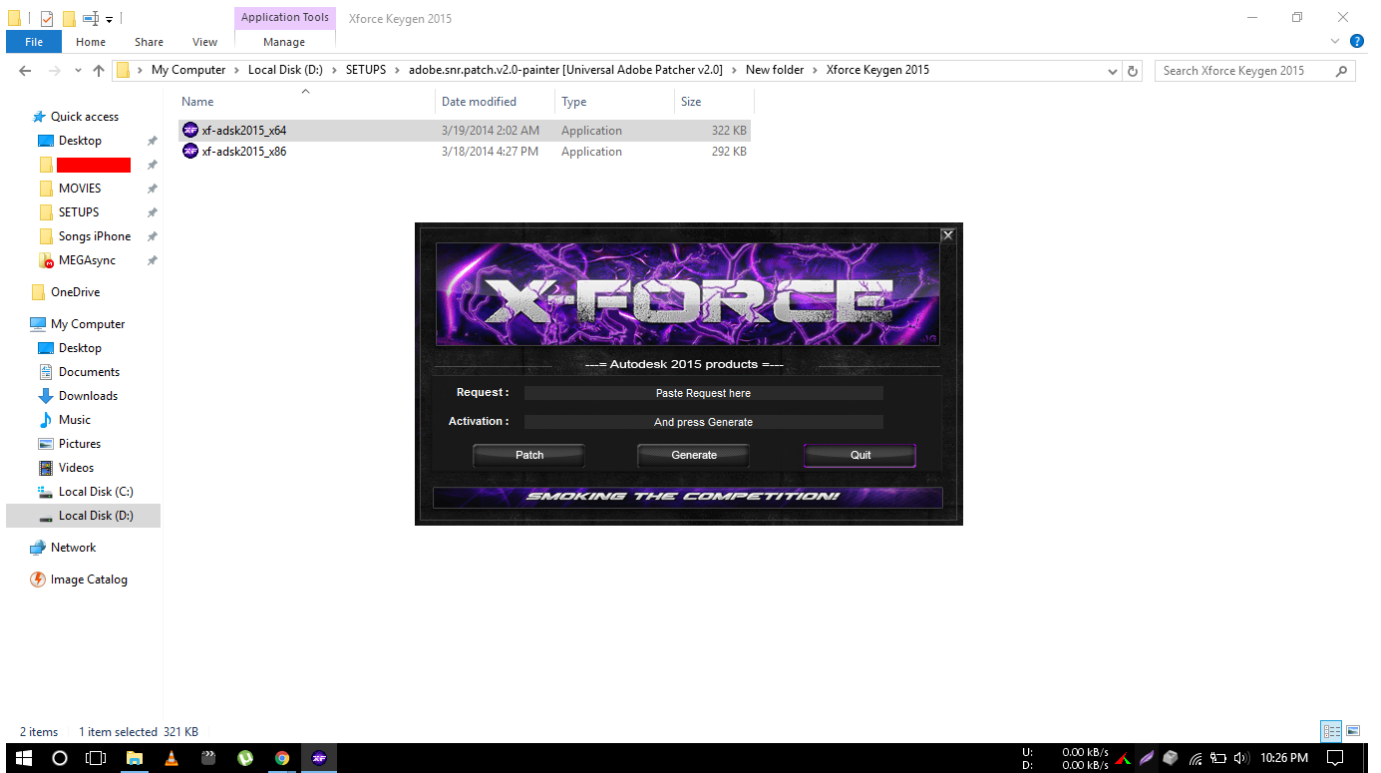 Application Tools Xforce Keygen 2015
File Home Share View Manage
My Computer Local Disk (D:) SETUPS adobe.snr.patch.v2.0-painter [Universal Adobe Patcher v2.0] New folder Xforce Keygen 2015 Search Xforce Keygen 2015
Name Date modified Type Size
xf-adsk2015_x64 3/19/2014 2:02 AM Application 322 KB
xf-adsk2015_x86 3/18/2014 4:27 PM Application 292 KB
Quick access
Desktop
MOVIES
SETUPS
Songs iPhone
MEGAsync
OneDrive
My Computer
Desktop
Documents
Downloads
Music
Pictures
Videos
Local Disk (C:)
Local Disk (D:)
Network
Image Catalog
X-FORCE
---= Autodesk 2015 products =---
Request : Paste Request here
Activation : And press Generate
Patch Generate Quit
SMOKING THE COMPETITION!
2 items 1 item selected 321 KB
U: 0.00 kB/s
D: 0.00 kB/s
10:26 PM